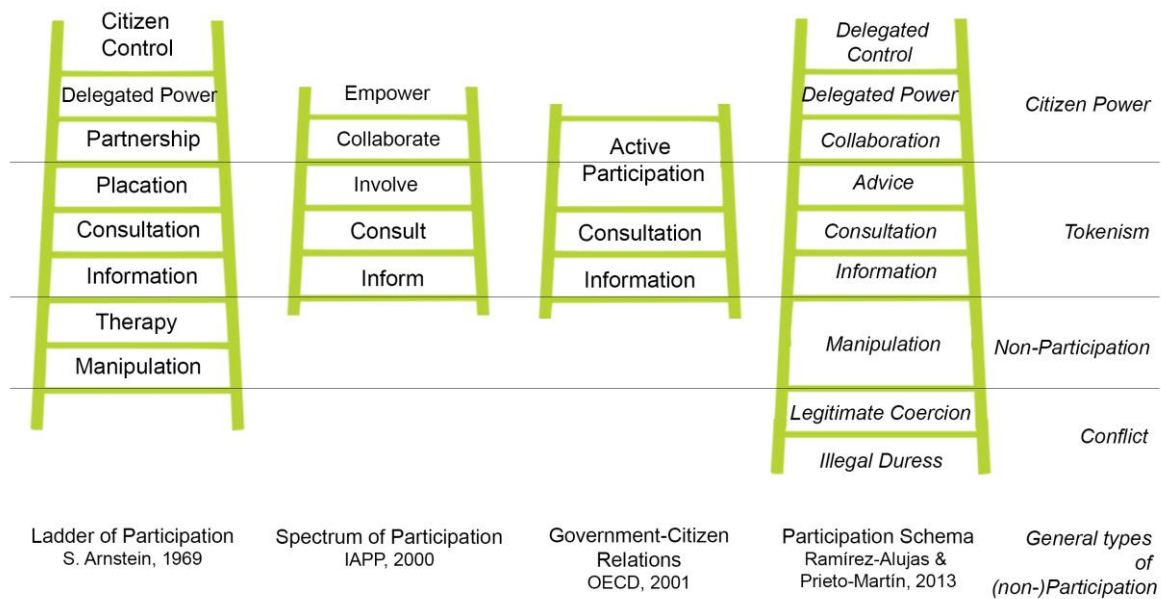 Citizen
Control
Delegated Power
Partnership
Placation
Consultation
Information
Therapy
Manipulation
Ladder of Participation
S. Arnstein, 1969
Empower
Collaborate
Involve
Consult
Inform
Spectrum of Participation
IAPP, 2000
Active
Participation
Consultation
Information
Government-Citizen
Relations
OECD, 2001
Delegated
Control
Delegated Power
Collaboration
Advice
Consultation
Information
Manipulation
Legitimate Coercion
Illegal Duress
Participation Schema
Ramírez-Alujas &
Prieto-Martín, 2013
Citizen Power
Tokenism
Non-Participation
Conflict
General types
of
(non-)Participation